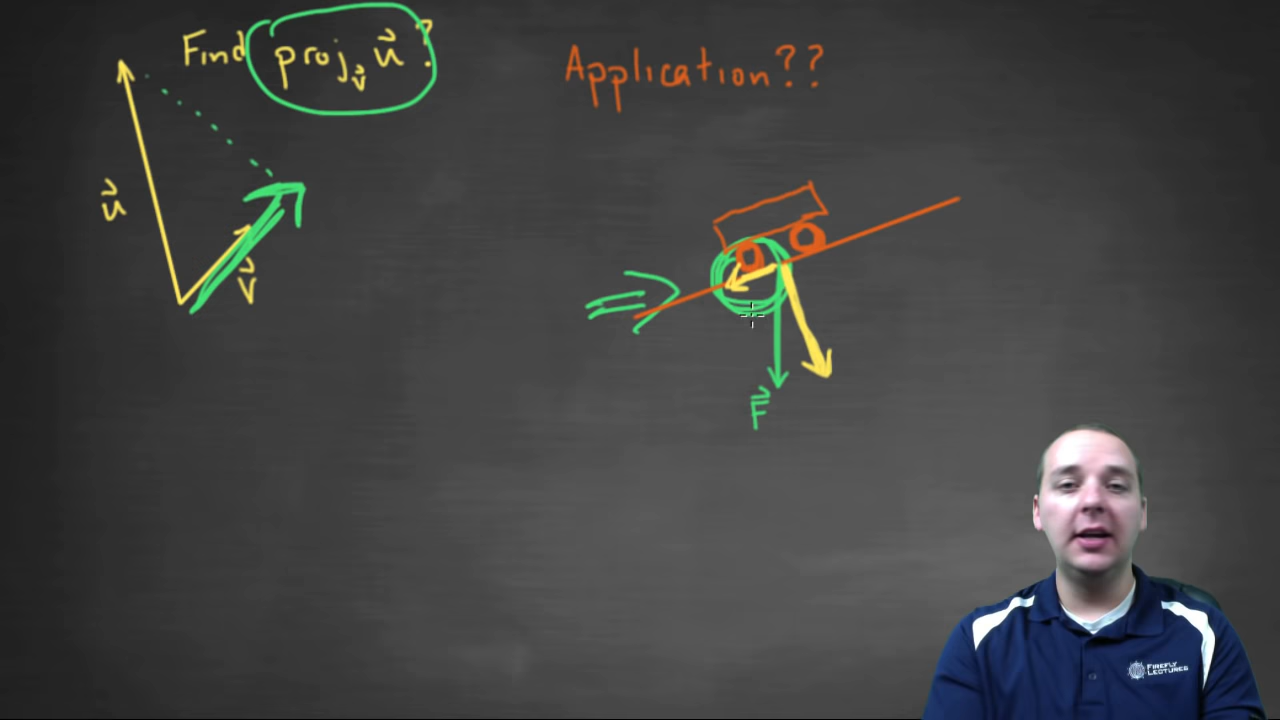 Find proj_v⃗ u⃗ ?
Application??
u⃗
v⃗
F⃗
FIREFLY
LECTURES